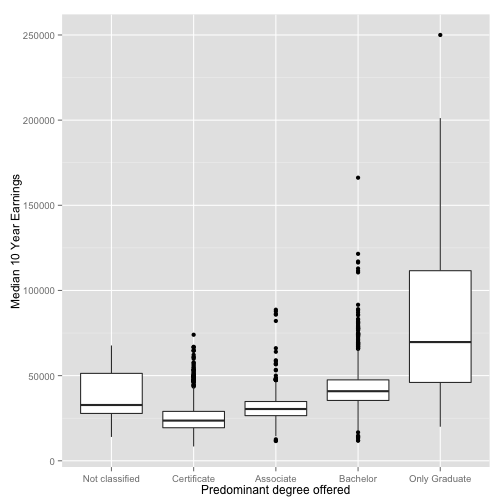 250000
200000
150000
100000
50000
0
Median 10 Year Earnings
Not classified Certificate Associate Bachelor Only Graduate
Predominant degree offered